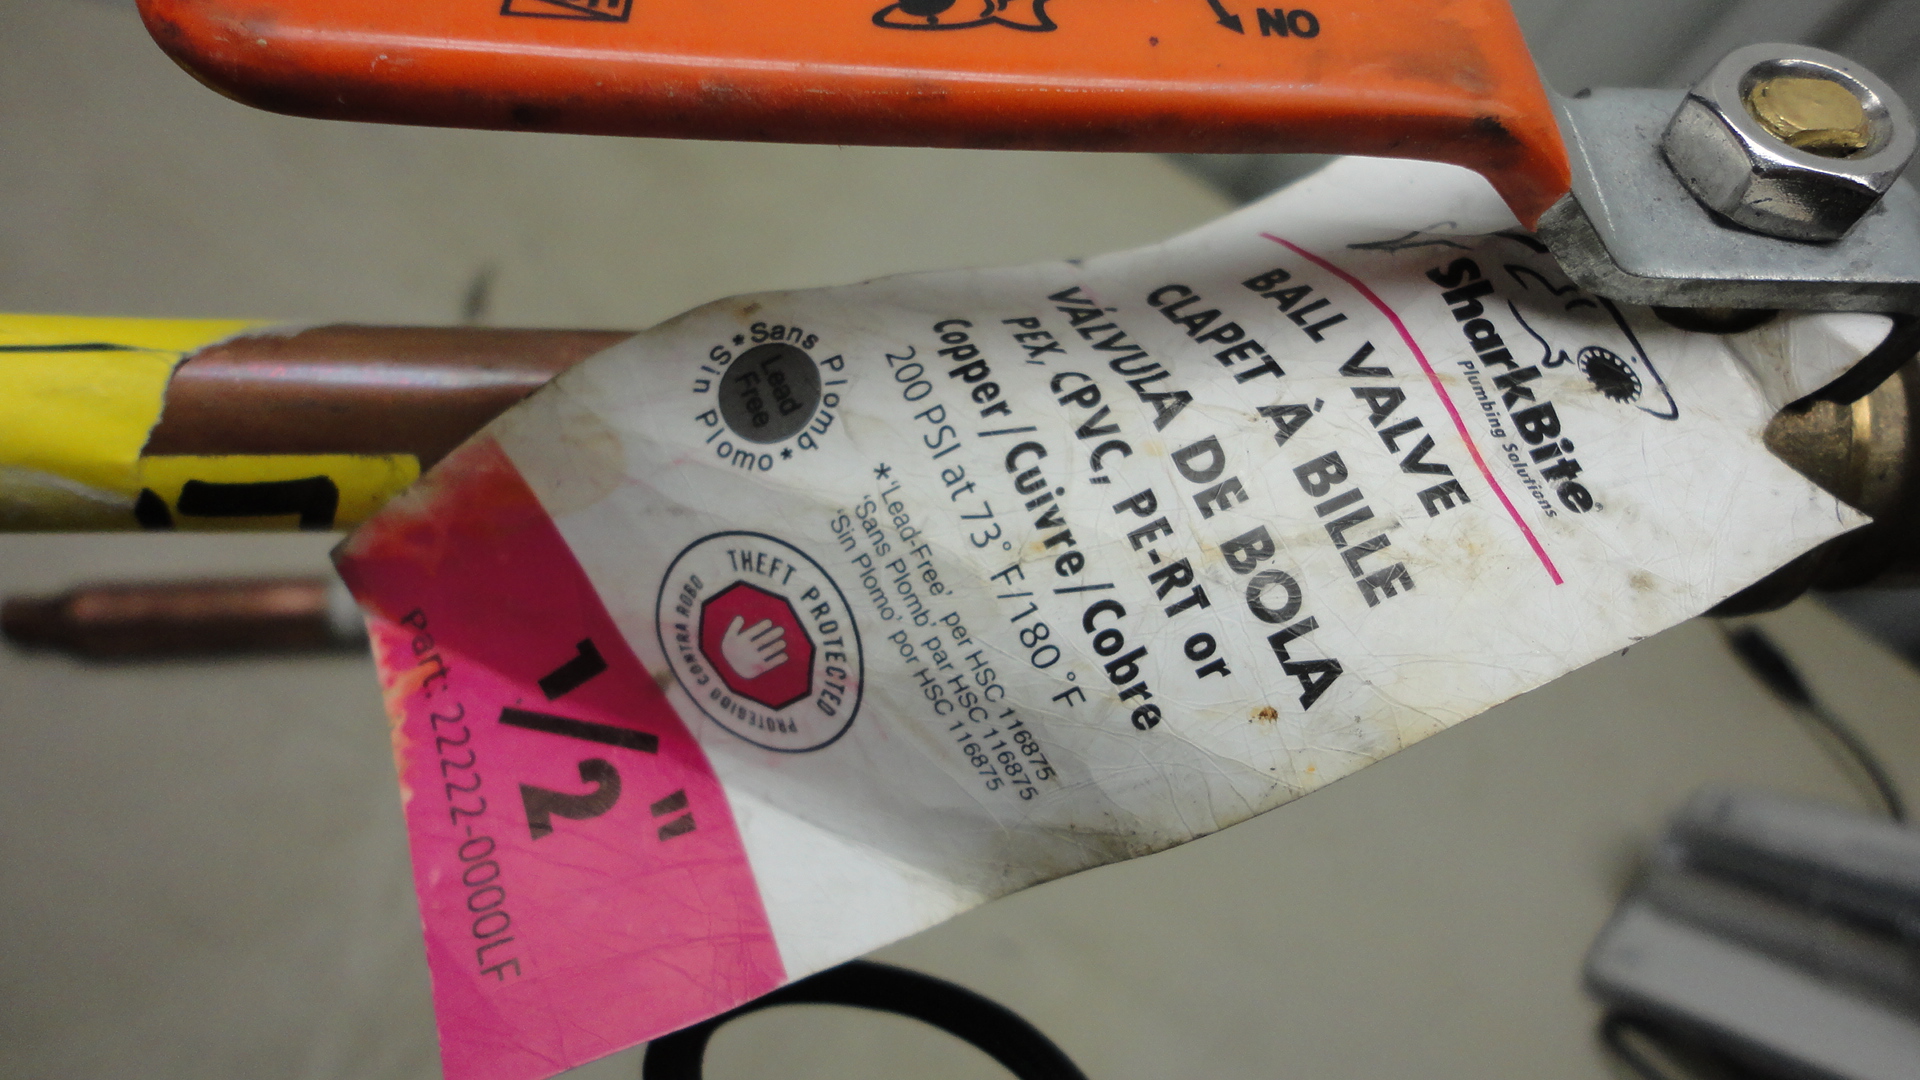 ON
SharkBite®
Plumbing Solutions
BALL VALVE
CLAPET À BILLE
VÁLVULA DE BOLA
PEX, CPVC, PE-RT or
Copper/Cuivre/Cobre
200 PSI at 73°F/180°F
*'Lead-Free' per HSC 116875
'Sans Plomb' par HSC 116875
'Sin Plomo' por HSC 116875
*Sans Plomb*
Sin Plomo
Lead
Free
THEFT PROTECTED
PROTEGIDO CONTRA ROBO
1/2"
Part: 22222-0000LF